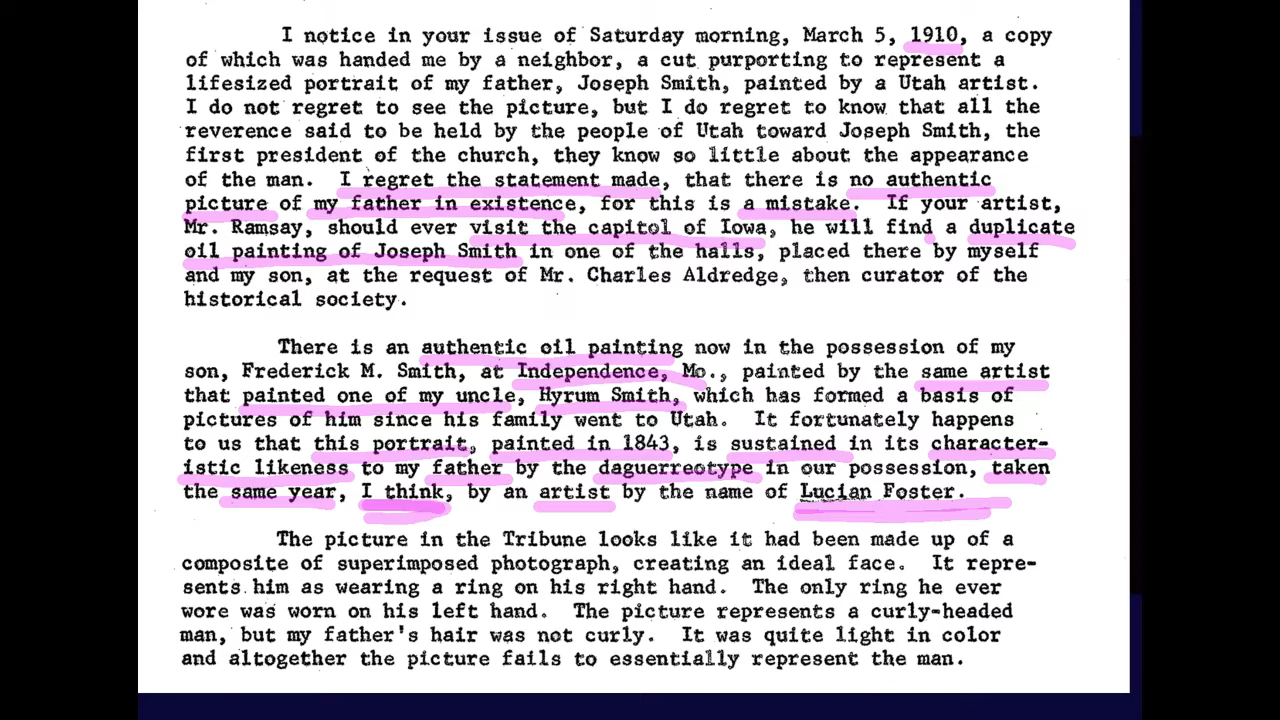 I notice in your issue of Saturday morning, March 5, 1910, a copy
of which was handed me by a neighbor, a cut purporting to represent a
lifesized portrait of my father, Joseph Smith, painted by a Utah artist.
I do not regret to see the picture, but I do regret to know that all the
reverence said to be held by the people of Utah toward Joseph Smith, the
first president of the church, they know so little about the appearance
of the man. I regret the statement made, that there is no authentic
picture of my father in existence, for this is a mistake. If your artist,
Mr. Ramsay, should ever visit the capitol of Iowa, he will find a duplicate
oil painting of Joseph Smith in one of the halls, placed there by myself
and my son, at the request of Mr. Charles Aldredge, then curator of the
historical society.
There is an authentic oil painting now in the possession of my
son, Frederick M. Smith, at Independence, Mo., painted by the same artist
that painted one of my uncle, Hyrum Smith, which has formed a basis of
pictures of him since his family went to Utah. It fortunately happens
to us that this portrait, painted in 1843, is sustained in its character-
istic likeness to my father by the daguerreotype in our possession, taken
the same year, I think, by an artist by the name of Lucian Foster.
The picture in the Tribune looks like it had been made up of a
composite of superimposed photograph, creating an ideal face. It repre-
sents him as wearing a ring on his right hand. The only ring he ever
wore was worn on his left hand. The picture represents a curly-headed
man, but my father's hair was not curly. It was quite light in color
and altogether the picture fails to essentially represent the man.